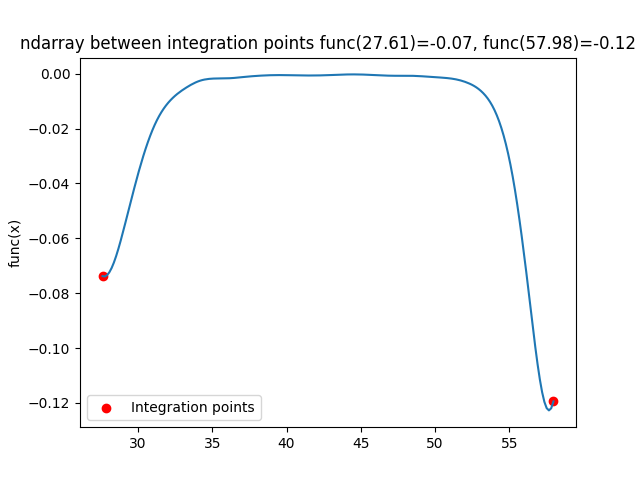 ndarray between integration points func(27.61)=-0.07, func(57.98)=-0.12
0.00
−0.02
−0.04
−0.06
−0.08
−0.10
−0.12
func(x)
Integration points
30 35 40 45 50 55